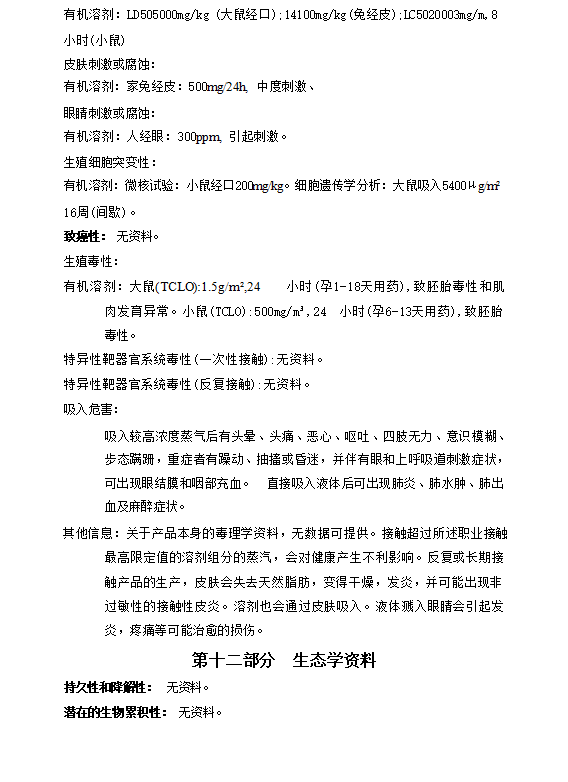 有机溶剂: LD505000mg/kg (大鼠经口);14100mg/kg(兔经皮);LC5020003mg/m,8
小时(小鼠)
皮肤刺激或腐蚀:
有机溶剂: 家兔经皮: 500mg/24h, 中度刺激、
眼睛刺激或腐蚀:
有机溶剂: 人经眼: 300ppm, 引起刺激。
生殖细胞突变性:
有机溶剂: 微核试验: 小鼠经口200mg/kg。细胞遗传学分析: 大鼠吸入5400μg/m²
16周(间歇)。
致癌性: 无资料。
生殖毒性:
有机溶剂: 大鼠(TCLO):1.5g/m²,24 小时(孕1-18天用药),致胚胎毒性和肌
肉发育异常。小鼠(TCLO):500mg/m³,24 小时(孕6-13天用药),致胚胎
毒性。
特异性靶器官系统毒性(一次性接触):无资料。
特异性靶器官系统毒性(反复接触):无资料。
吸入危害:
吸入较高浓度蒸气后有头晕、头痛、恶心、呕吐、四肢无力、意识模糊、
步态蹒跚，重症者有躁动、抽搐或昏迷，并伴有眼和上呼吸道刺激症状，
可出现眼结膜和咽部充血。 直接吸入液体后可出现肺炎、肺水肿、肺出
血及麻醉症状。
其他信息: 关于产品本身的毒理学资料，无数据可提供。接触超过所述职业接触
最高限定值的溶剂组分的蒸汽，会对健康产生不利影响。反复或长期接
触产品的生产，皮肤会失去天然脂肪，变得干燥，发炎，并可能出现非
过敏性的接触性皮炎。溶剂也会通过皮肤吸入。液体溅入眼睛会引起发
炎，疼痛等可能治愈的损伤。
第十二部分 生态学资料
持久性和降解性: 无资料。
潜在的生物累积性: 无资料。